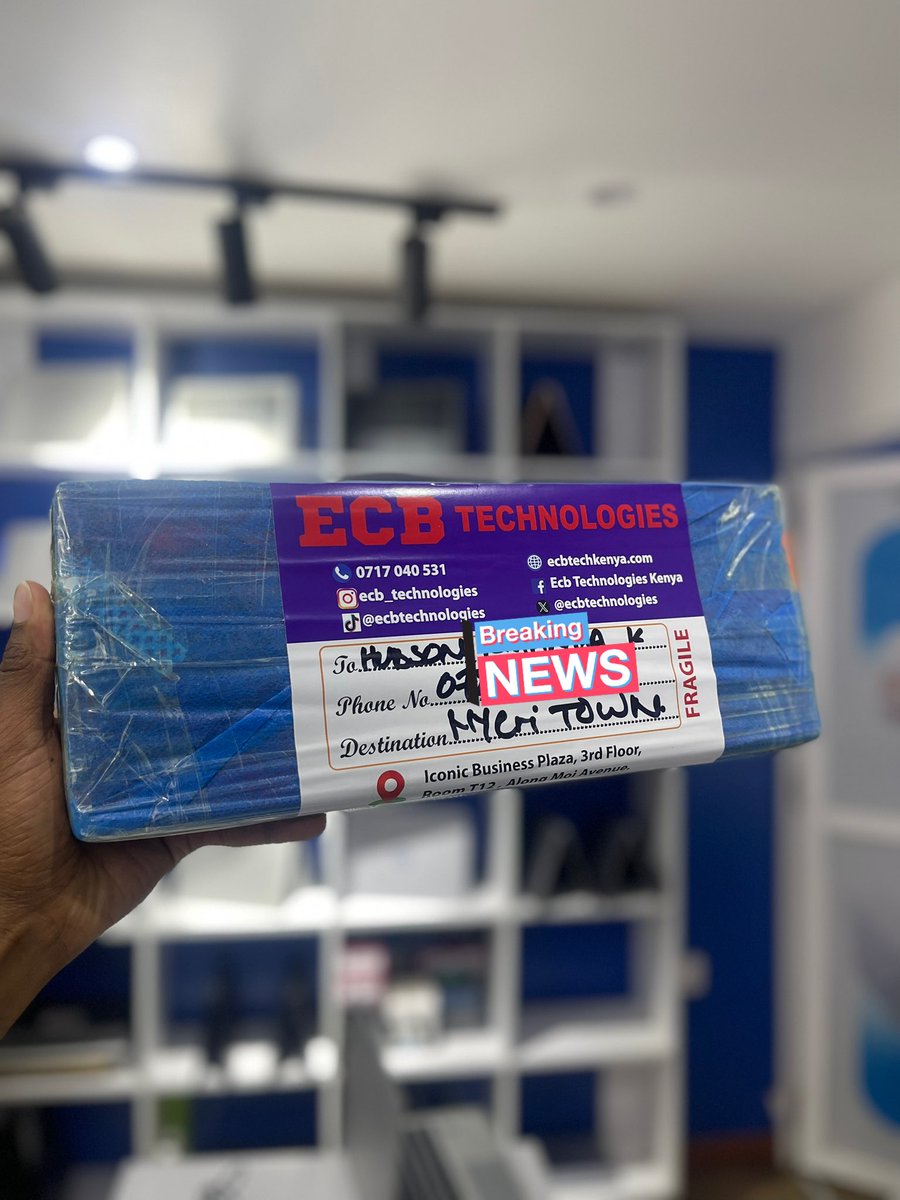 ECB TECHNOLOGIES
0717 040 531
ecbtechkenya.com
ecb_technologies
Ecb Technologies Kenya
@ecbtechnologies
@ecbtechnologies
Breaking
NEWS
To. HUDSON K
Phone No. 07
Destination TOWN.
FRAGILE
Iconic Business Plaza, 3rd Floor,
Room T12, Along Moi Avenue,